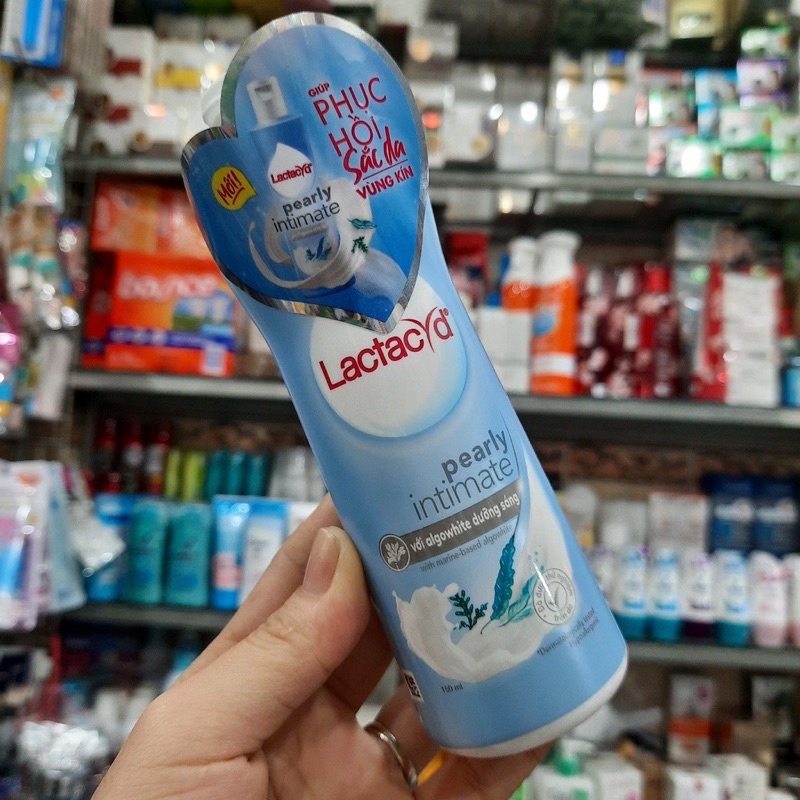 GIÚP
PHỤC
HỒI
Sắc da
VÙNG KÍN
Mới!
Lactacyd
pearly
intimate
Lactacyd®
pearly
intimate
với algowhite dưỡng sáng
with marine-based algowhite
150 ml
bounce